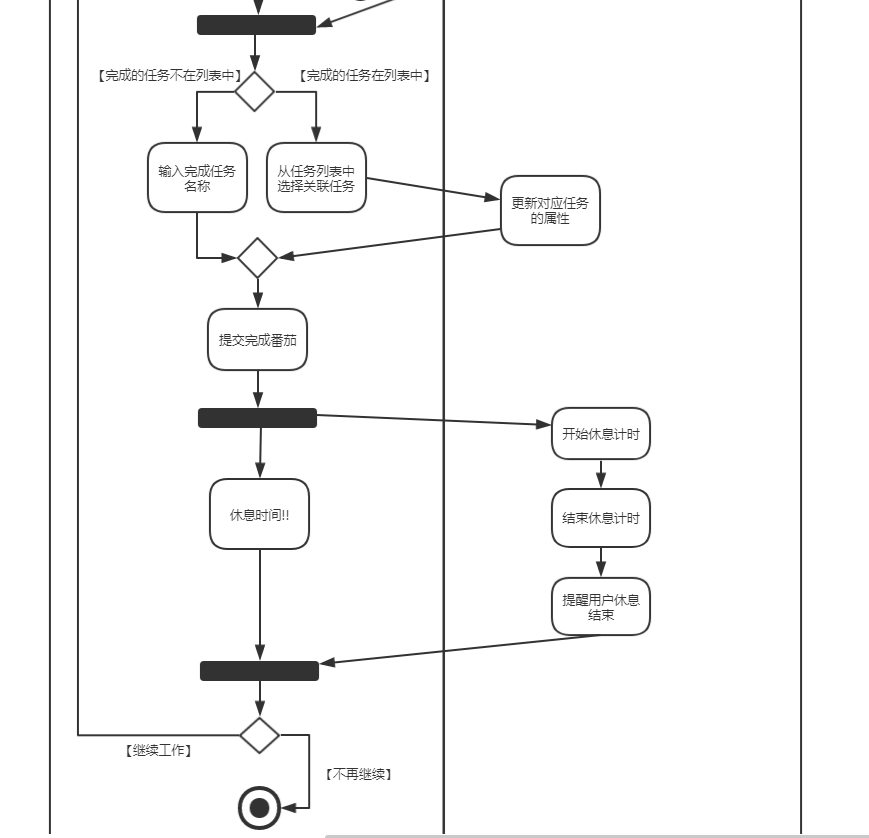 【完成的任务不在列表中】
【完成的任务在列表中】
输入完成任务
名称
从任务列表中
选择关联任务
更新对应任务
的属性
提交完成番茄
开始休息计时
休息时间!!
结束休息计时
提醒用户休息
结束
【继续工作】
【不再继续】